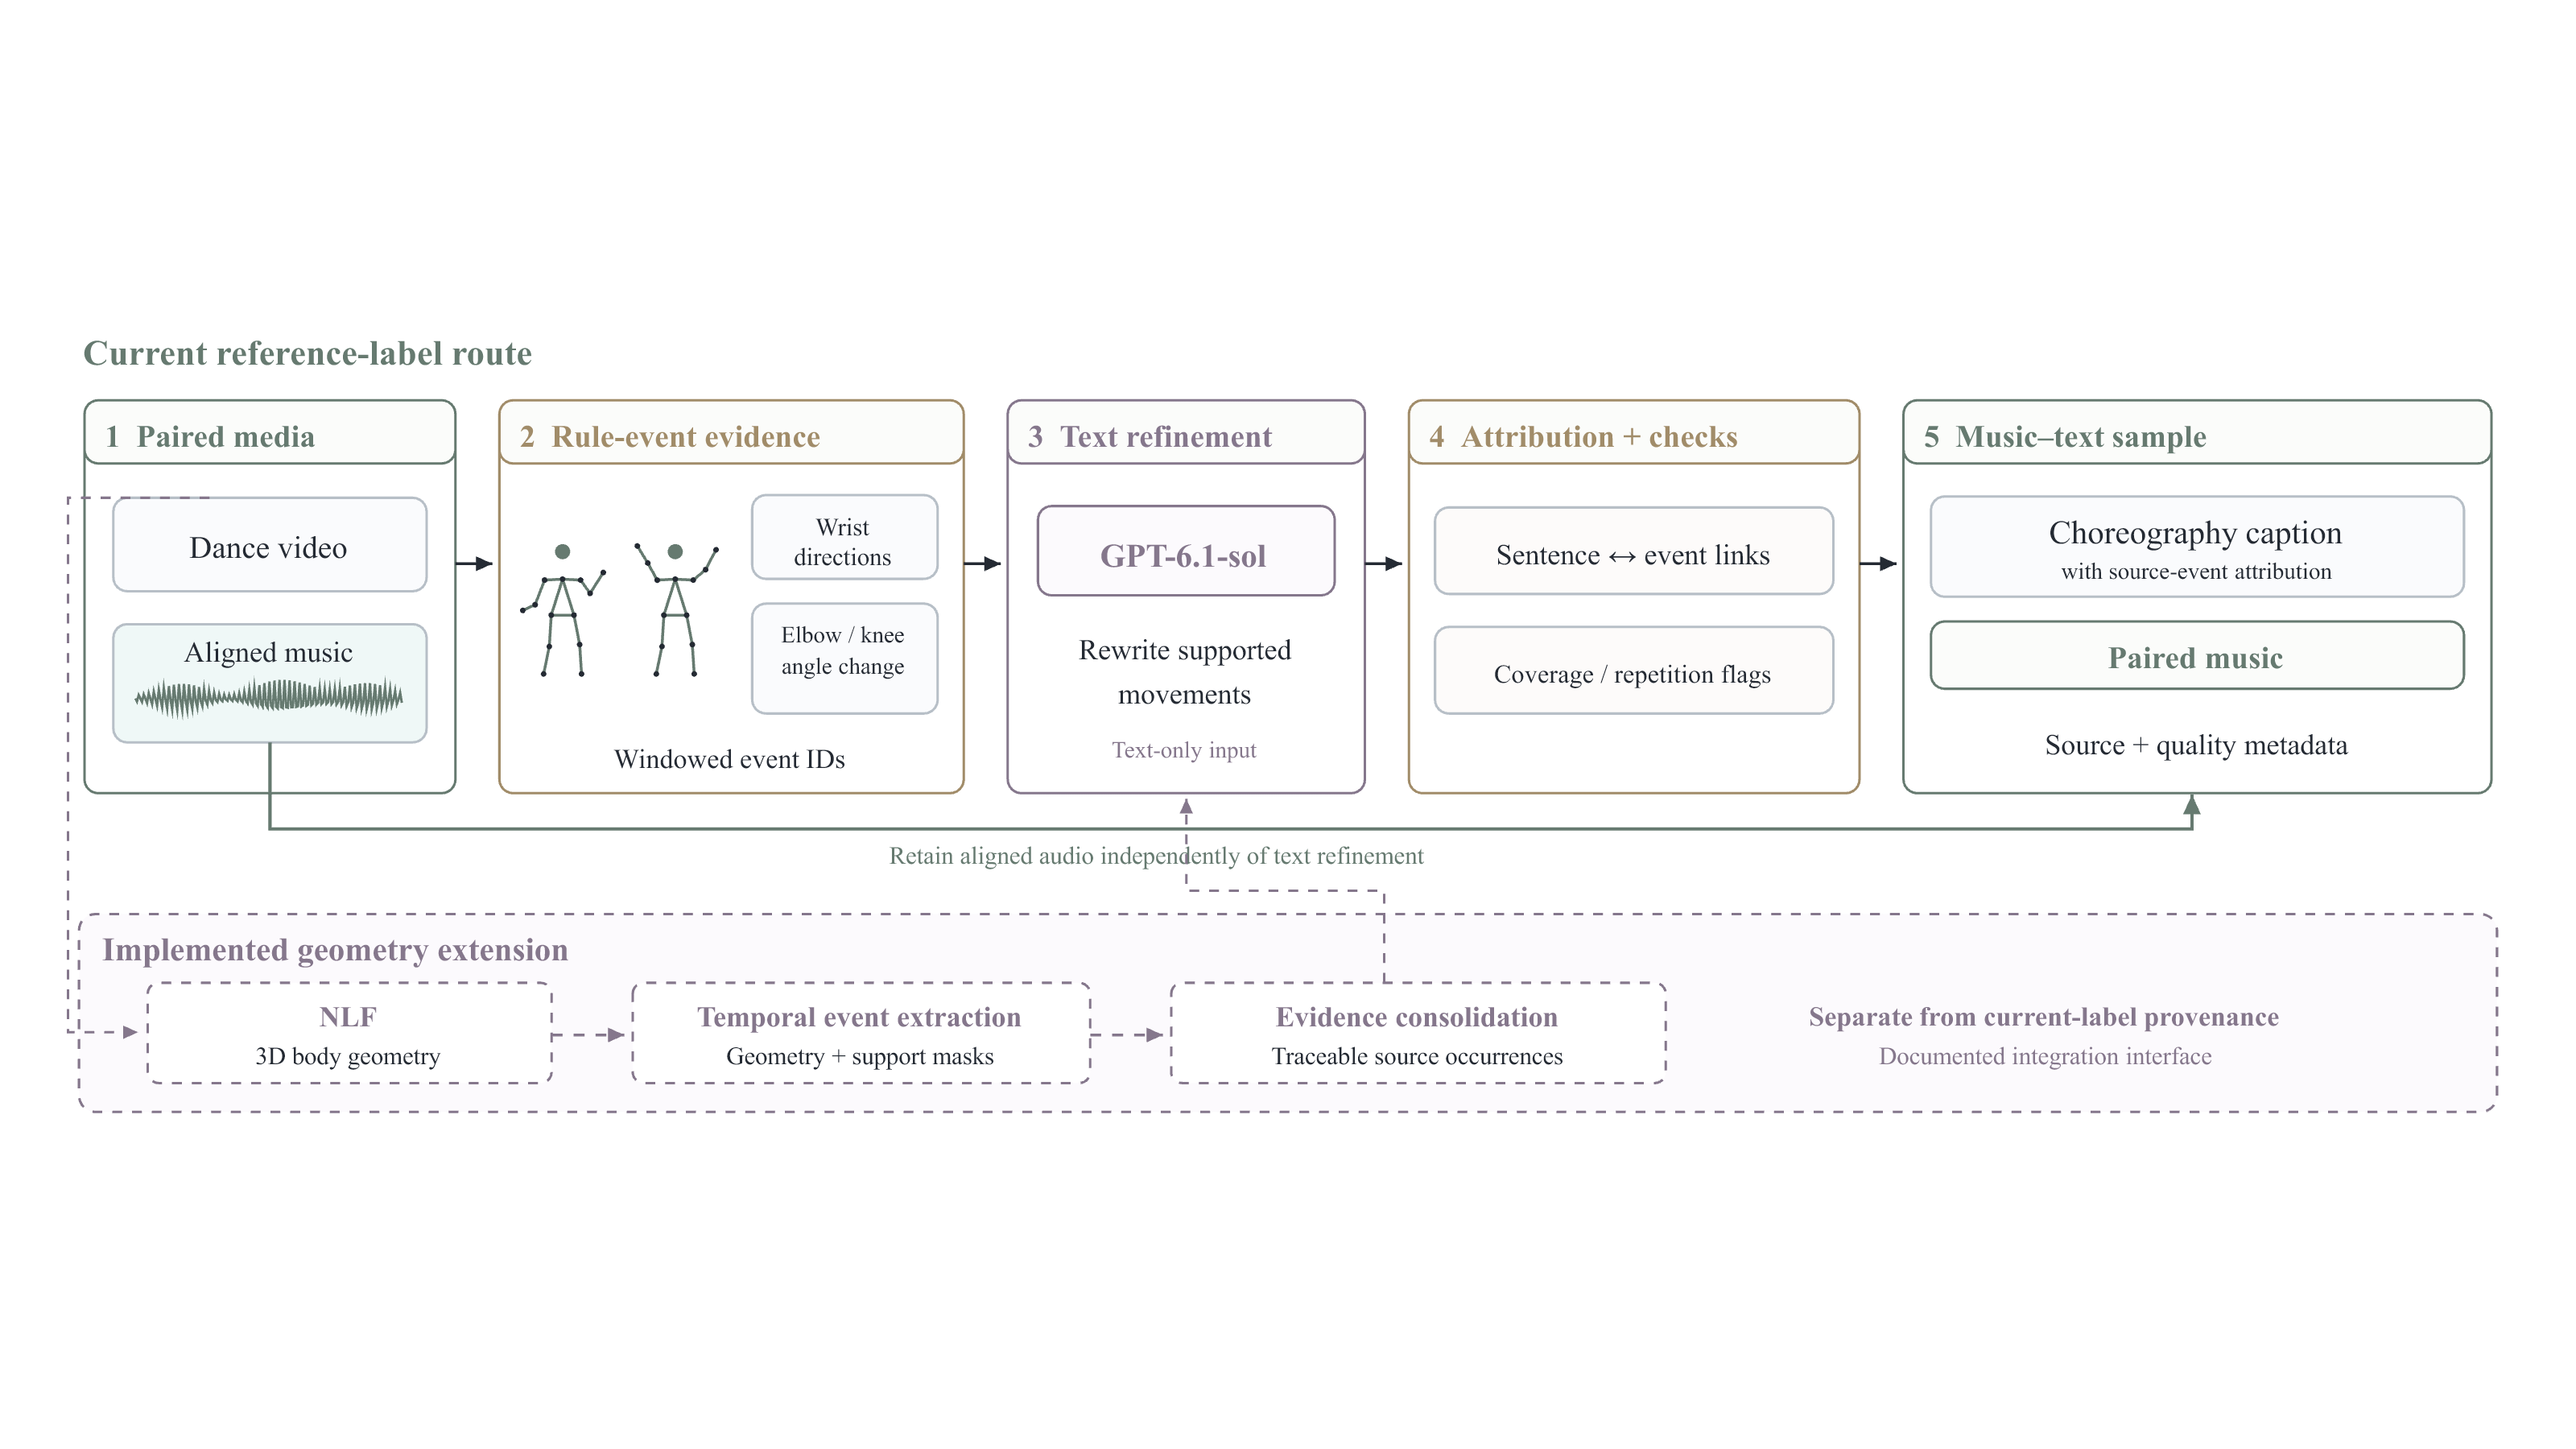 Current reference-label route
1 Paired media
Dance video
Aligned music
2 Rule-event evidence
Wrist
directions
Elbow / knee
angle change
Windowed event IDs
3 Text refinement
GPT-6.1-sol
Rewrite supported
movements
Text-only input
4 Attribution + checks
Sentence ↔ event links
Coverage / repetition flags
5 Music–text sample
Choreography caption
with source-event attribution
Paired music
Source + quality metadata
Retain aligned audio independently of text refinement
Implemented geometry extension
NLF
3D body geometry
Temporal event extraction
Geometry + support masks
Evidence consolidation
Traceable source occurrences
Separate from current-label provenance
Documented integration interface